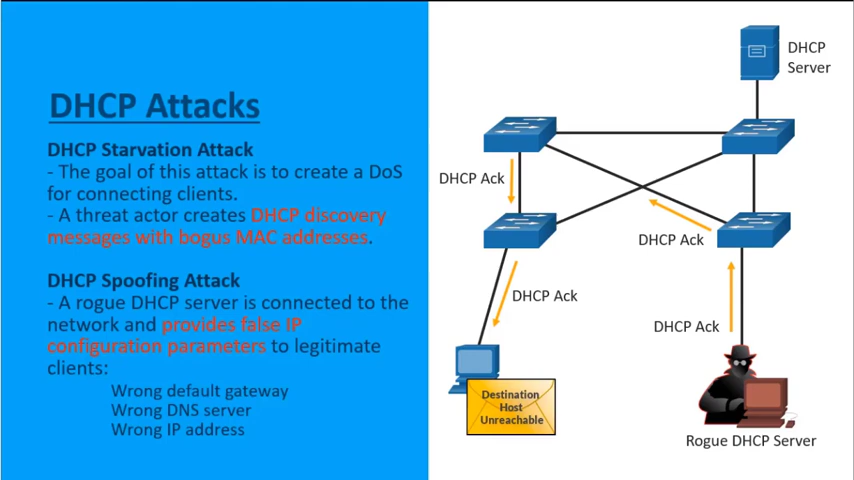 DHCP Attacks
DHCP Starvation Attack
- The goal of this attack is to create a DoS
for connecting clients.
- A threat actor creates DHCP discovery
messages with bogus MAC addresses.
DHCP Spoofing Attack
- A rogue DHCP server is connected to the
network and provides false IP
configuration parameters to legitimate
clients:
Wrong default gateway
Wrong DNS server
Wrong IP address
DHCP
Server
DHCP Ack
DHCP Ack
DHCP Ack
DHCP Ack
Destination
Host
Unreachable
Rogue DHCP Server